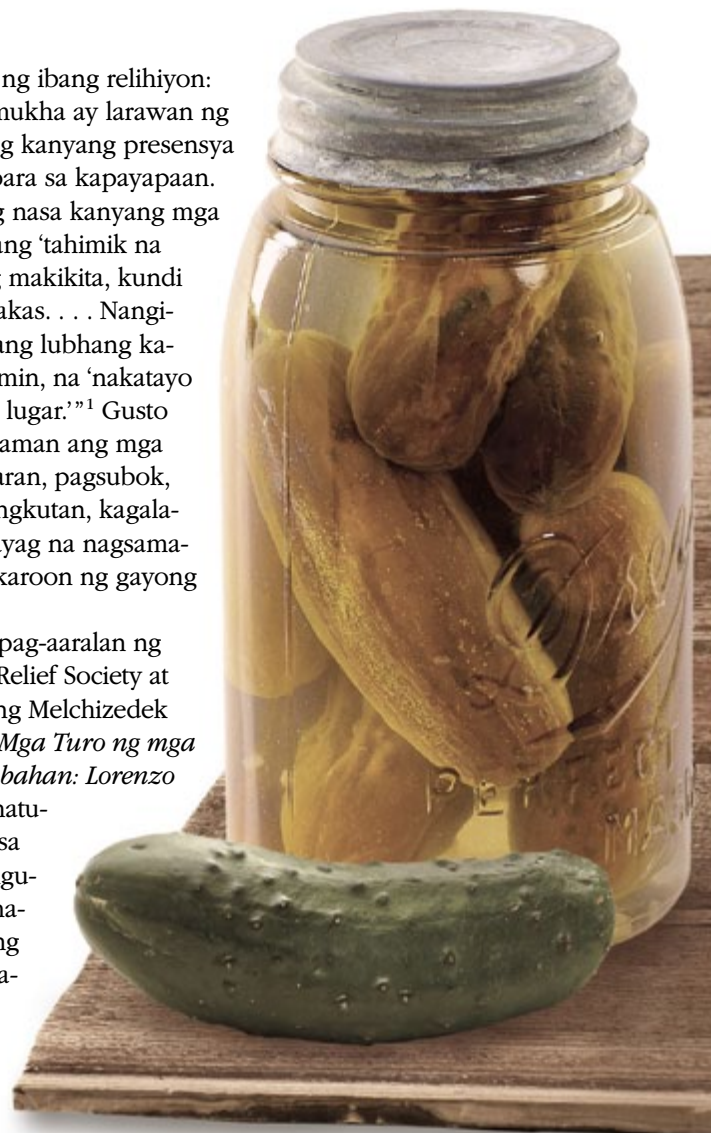 ng ibang relihiyon:
mukha ay larawan ng
g kanyang presensya
para sa kapayapaan.
g nasa kanyang mga
ang ‘tahimik na
g makikita, kundi
akas. . . . Nangi-
ang lubhang ka-
min, na ‘nakatayo
lugar.’”¹ Gusto
aman ang mga
aran, pagsubok,
ngkutan, kagala-
ayag na nagsama-
karoon ng gayong
pag-aaralan ng
Relief Society at
ng Melchizedek
Mga Turo ng mga
bahan: Lorenzo
natu-
sa
gu-
na-
ng
a-
PERFECT
MA